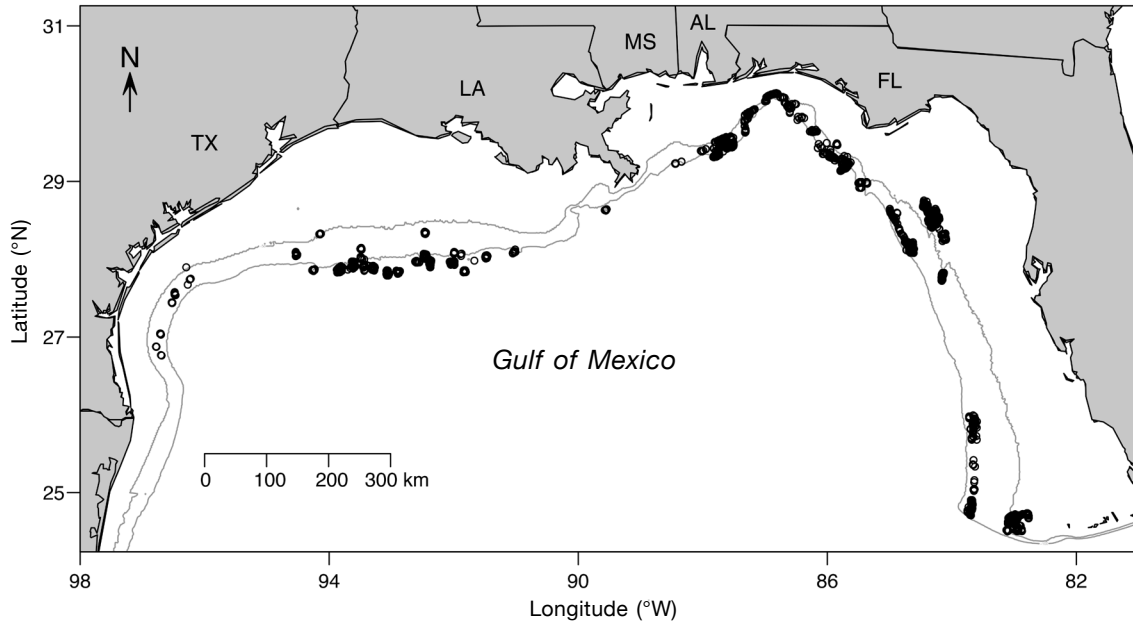 31
29
27
25
Latitude (°N)
N
TX
LA
MS
AL
FL
Gulf of Mexico
0 100 200 300 km
98 94 90 86 82
Longitude (°W)